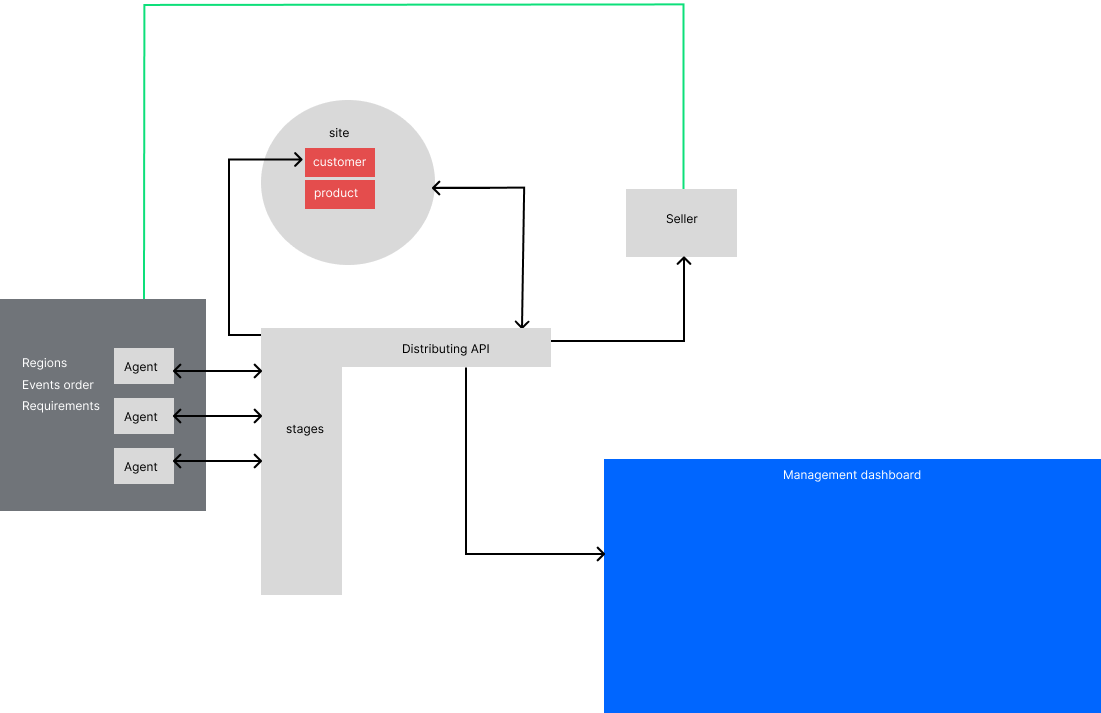 site
customer
product
Seller
Distributing API
Regions
Events order
Requirements
Agent
Agent
Agent
stages
Management dashboard